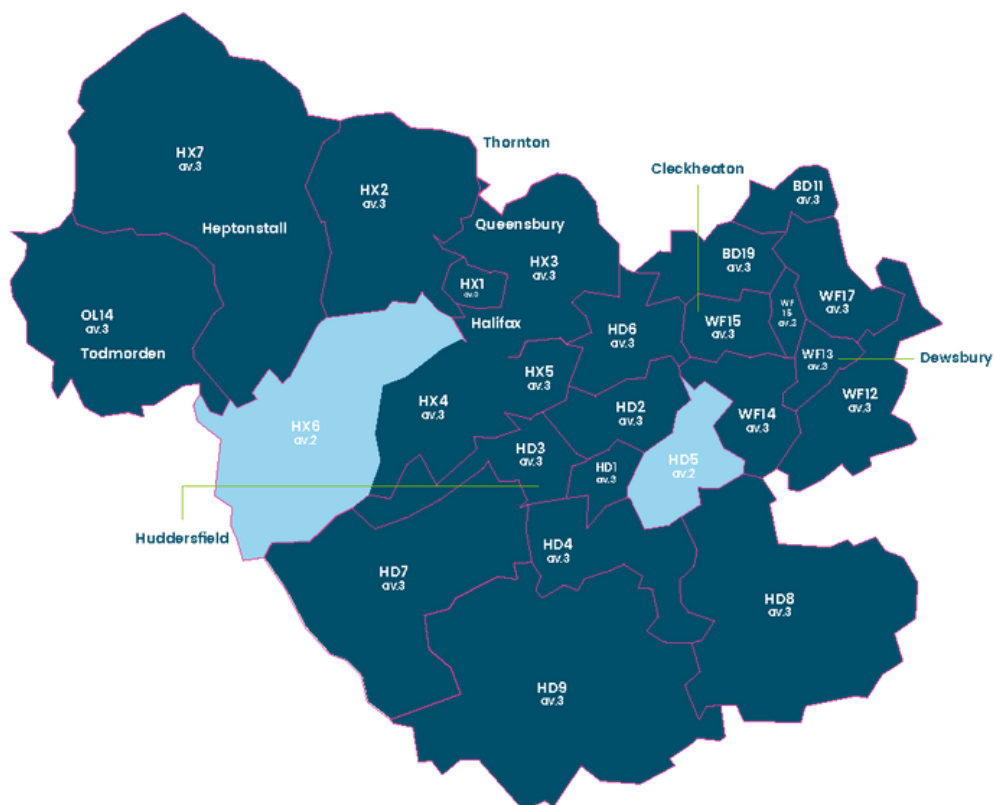 HX7
av.3
Thornton
HX2
av.3
Cleckheaton
BD11
av.3
Heptonstall
Queensbury
HX3
av.3
BD19
av.3
HX1
OL14
av.3
Todmorden
Halifax
HD6
av.3
WF15
av.3
WF
15
av.3
WF17
av.3
WF13
av.3
Dewsbury
HX5
av.3
HX4
av.3
HX6
av.2
HD2
av.3
WF14
av.3
WF12
av.3
HD3
av.3
HD1
av.3
HD5
av.2
Huddersfield
HD4
av.3
HD7
av.3
HD8
av.3
HD9
av.3